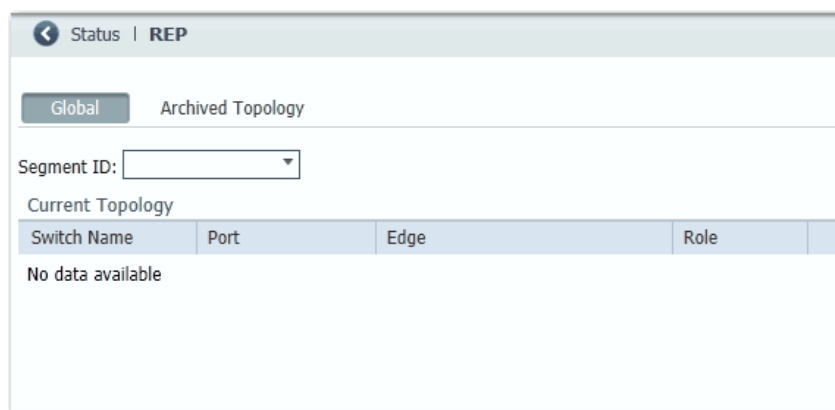 Status | REP
Global Archived Topology
Segment ID:
Current Topology
Switch Name Port Edge Role
No data available